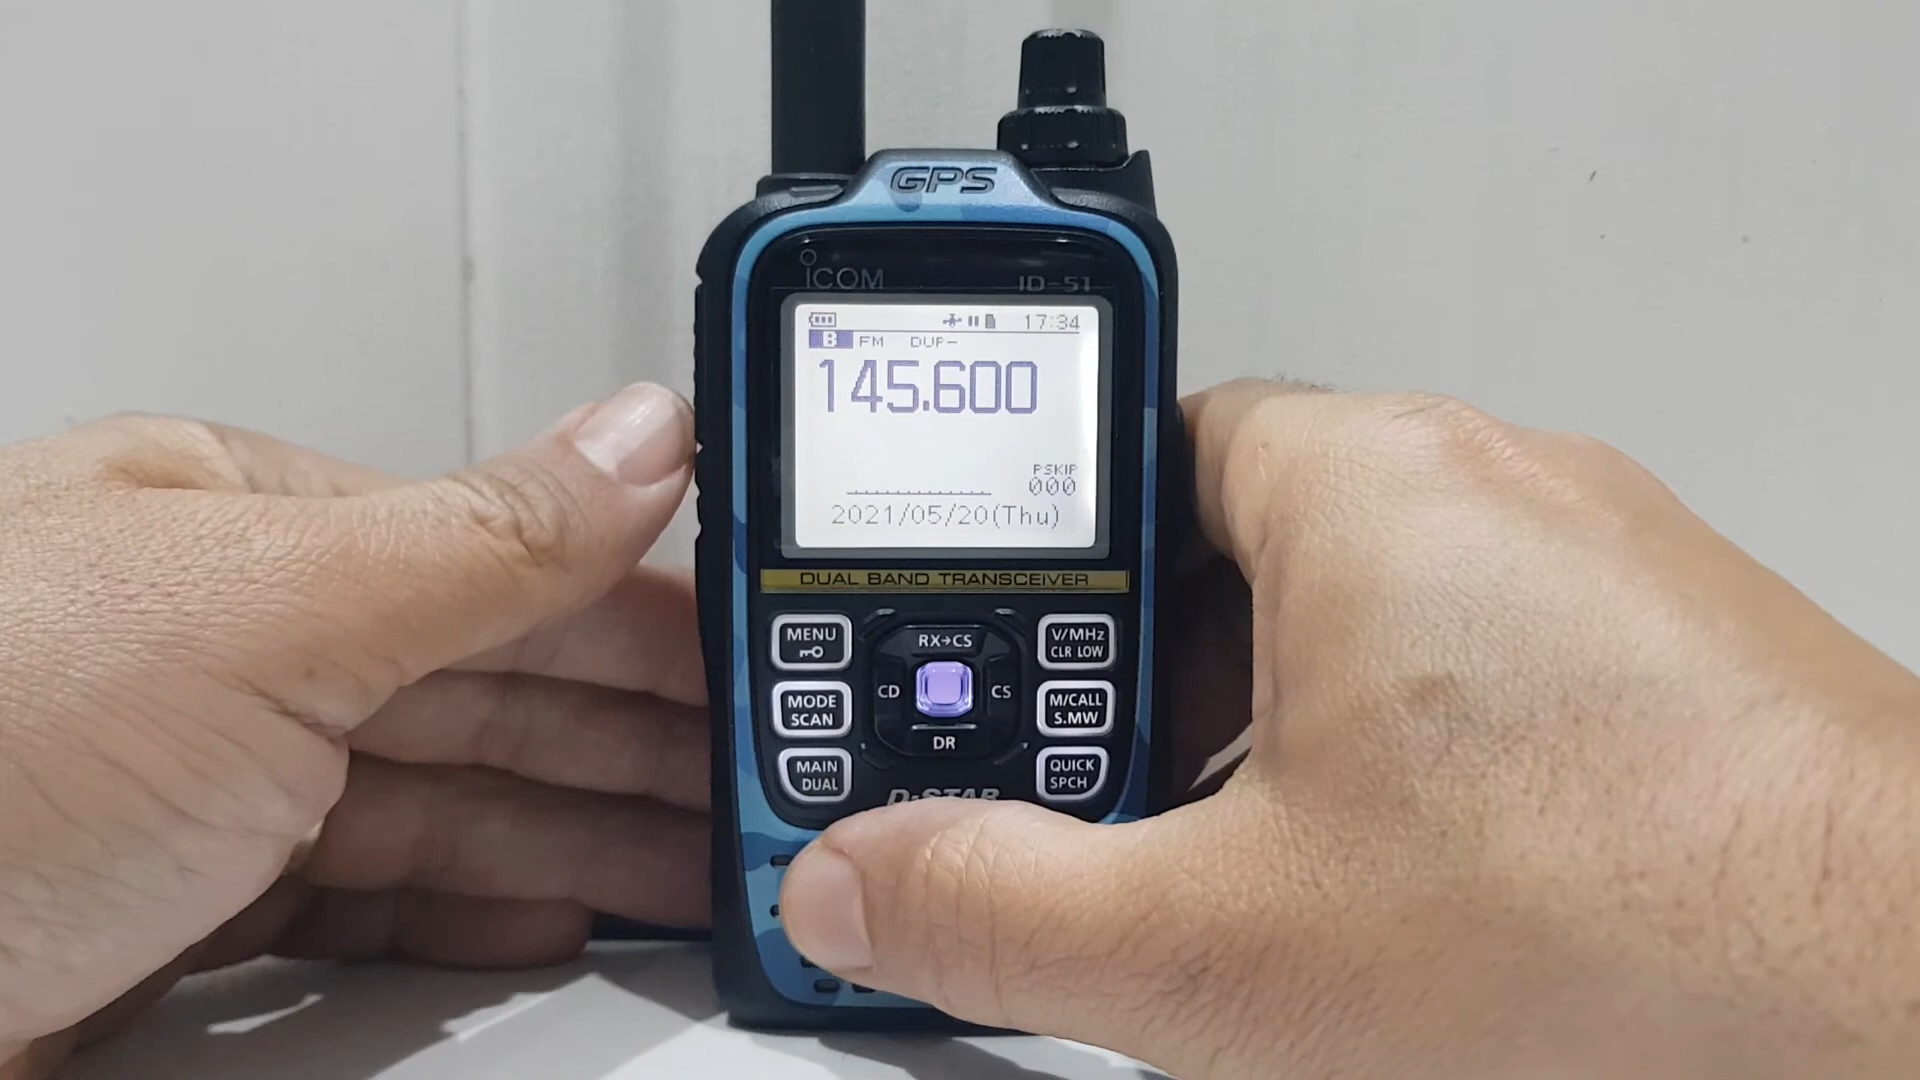 GPS
ICOM ID-51
17:34
B FM DUP-
145.600
PSKIP
000
2021/05/20(Thu)
DUAL BAND TRANSCEIVER
MENU
RX→CS
V/MHz
CLR LOW
CD
CS
MODE
SCAN
M/CALL
S.MW
DR
MAIN
DUAL
QUICK
SPCH
D-STAR